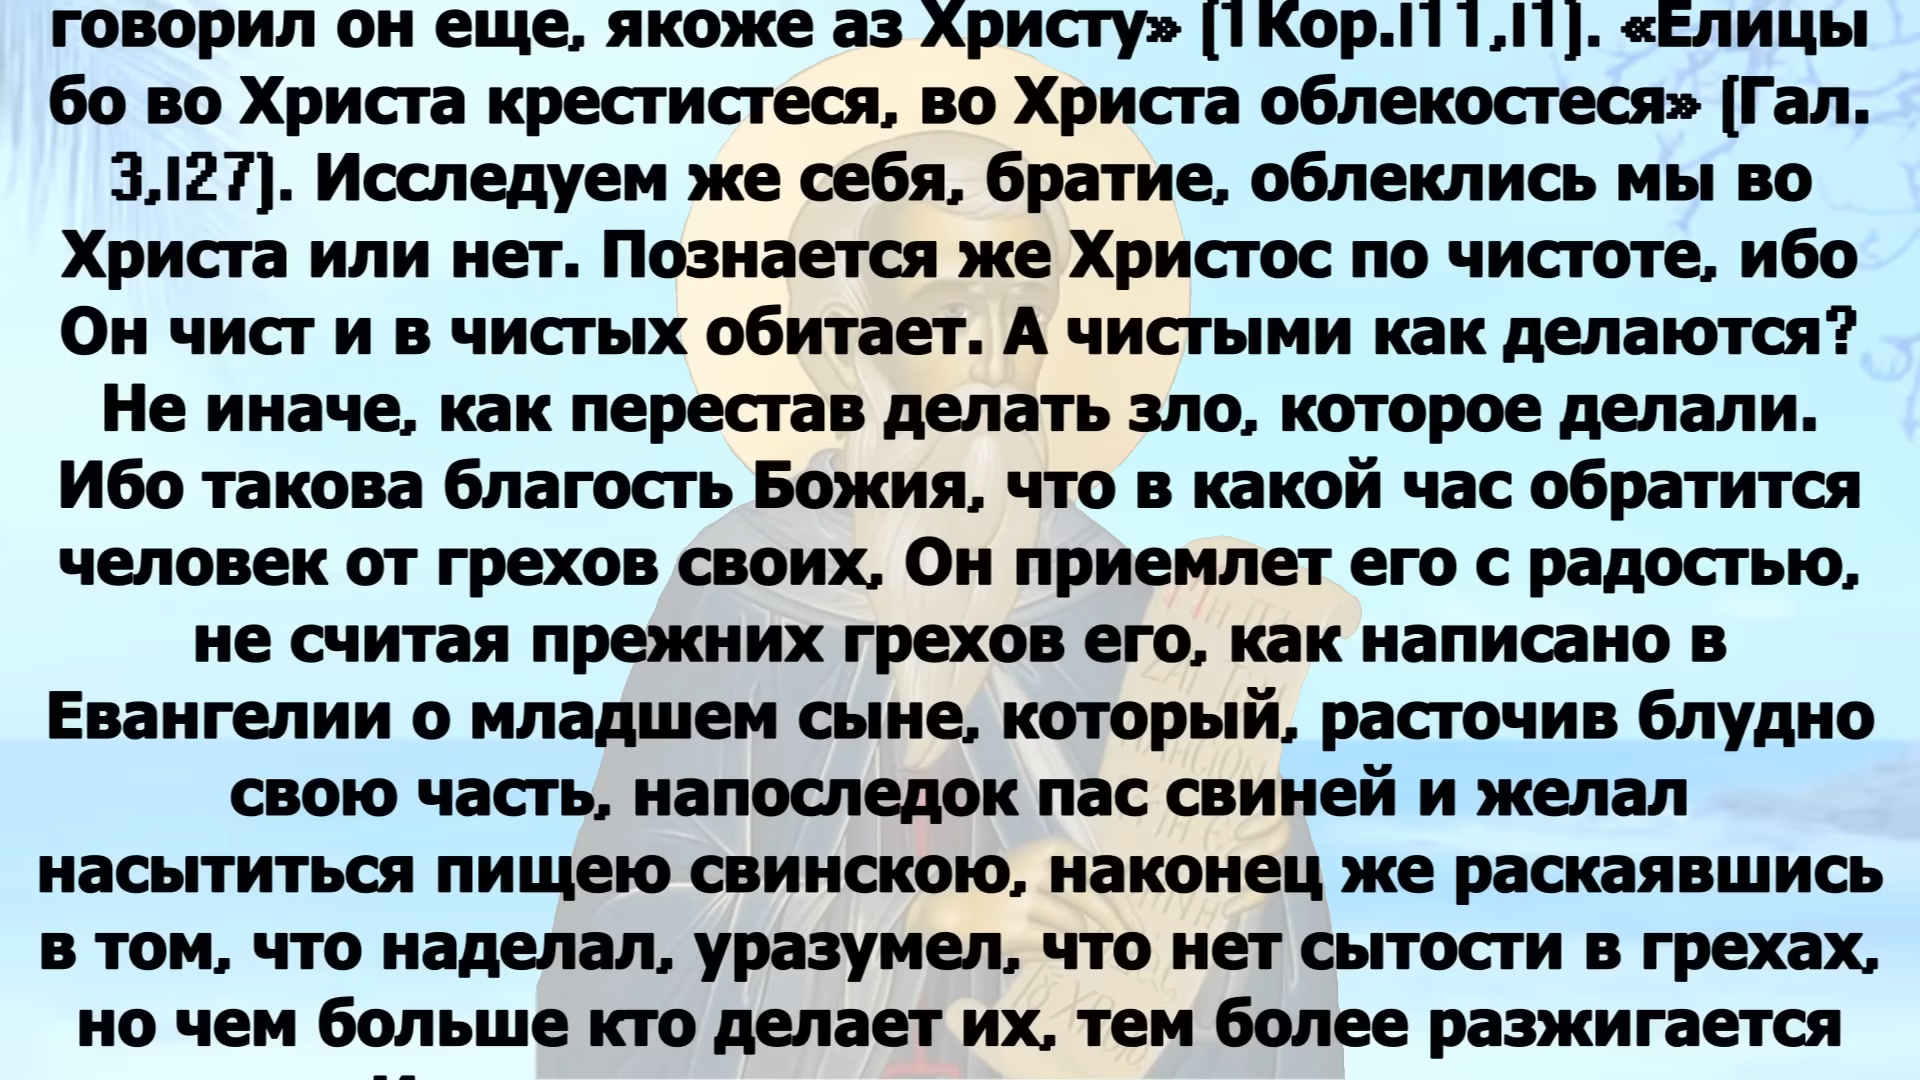 говорил он еще, якоже аз Христу» [1Кор.ı11,ı1]. «Елицы
бо во Христа крестистеся, во Христа облекостеся» [Гал.
3,ı27]. Исследуем же себя, братие, облеклись мы во
Христа или нет. Познается же Христос по чистоте, ибо
Он чист и в чистых обитает. А чистыми как делаются?
Не иначе, как перестав делать зло, которое делали.
Ибо такова благость Божия, что в какой час обратится
человек от грехов своих, Он приемлет его с радостью,
не считая прежних грехов его, как написано в
Евангелии о младшем сыне, который, расточив блудно
свою часть, напоследок пас свиней и желал
насытиться пищею свинскою, наконец же раскаявшись
в том, что наделал, уразумел, что нет сытости в грехах,
но чем больше кто делает их, тем более разжигается